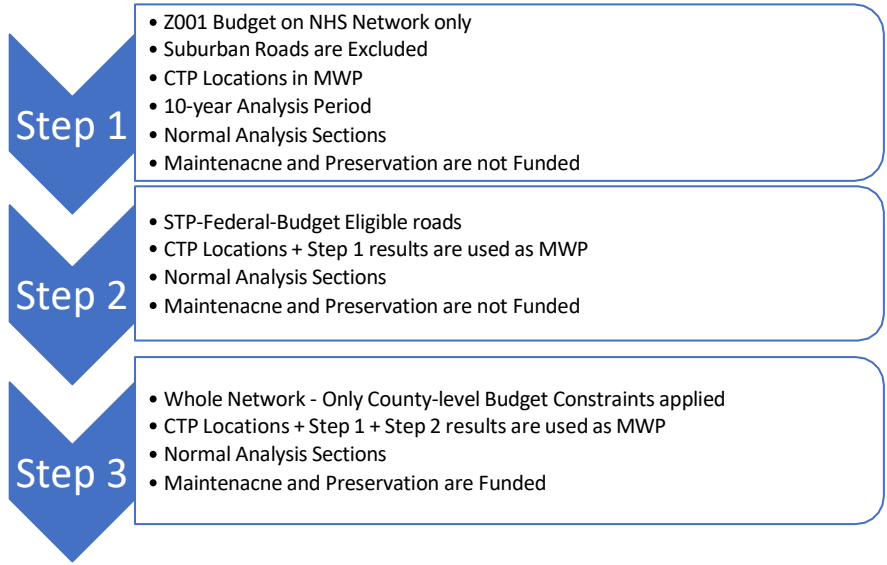 Step 1
• Z001 Budget on NHS Network only
• Suburban Roads are Excluded
• CTP Locations in MWP
• 10-year Analysis Period
• Normal Analysis Sections
• Maintenacne and Preservation are not Funded
Step 2
• STP-Federal-Budget Eligible roads
• CTP Locations + Step 1 results are used as MWP
• Normal Analysis Sections
• Maintenacne and Preservation are not Funded
Step 3
• Whole Network - Only County-level Budget Constraints applied
• CTP Locations + Step 1 + Step 2 results are used as MWP
• Normal Analysis Sections
• Maintenacne and Preservation are Funded